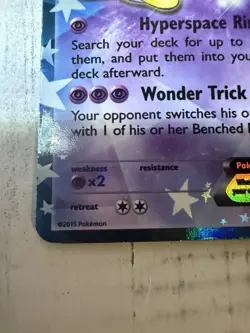 Hyperspace Ri
Search your deck for up to
them, and put them into you
deck afterward.
Wonder Trick
Your opponent switches his o
with 1 of his or her Benched
weakness resistance
×2
retreat
©2015 Pokémon